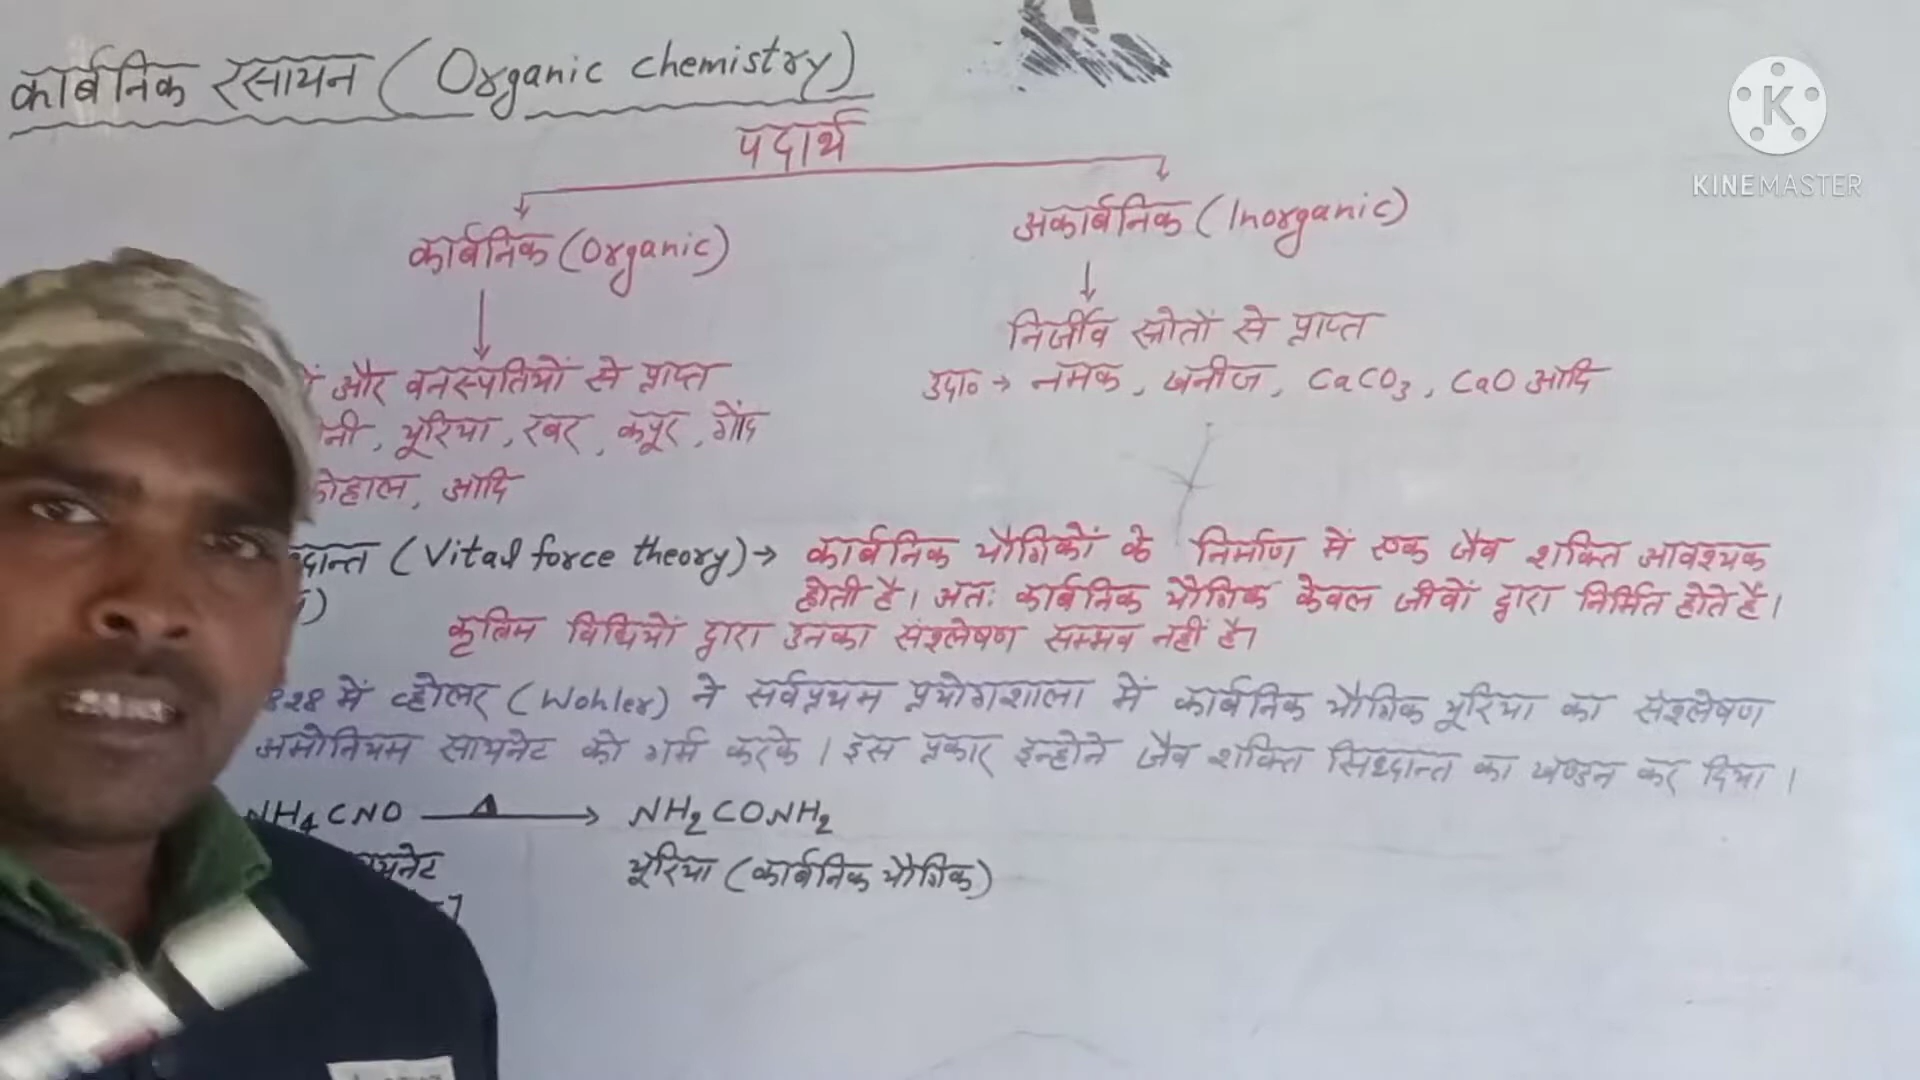 कार्बनिक रसायन ( Organic chemistry)
पदार्थ
कार्बनिक (Organic)
अकार्बनिक ( Inorganic)
निर्जीव स्रोतों से प्राप्त
उदा० → नमक, खनीज, CaCO3, CaO आदि
और वनस्पतियों से प्राप्त
नी, यूरिया, रबर, कपूर, गोंद
कोहाल, आदि
दान्त ( Vital force theory) → कार्बनिक यौगिकों के निर्माण में एक जैव शक्ति आवश्यक
होती है। अतः कार्बनिक यौगिक केवल जीवों द्वारा निर्मित होते हैं।
कृत्रिम विधियों द्वारा उनका संश्लेषण सम्भव नहीं है।
828 में व्होलर (Wohler) ने सर्वप्रथम प्रयोगशाला में कार्बनिक यौगिक यूरिया का संश्लेषण
अमोनियम सायनेट को गर्म करके। इस प्रकार इन्होने जैव शक्ति सिध्दान्त का खण्डन कर दिया।
NH4CNO —Δ→ NH2CONH2
यनेट
यूरिया (कार्बनिक यौगिक)
KINEMASTER